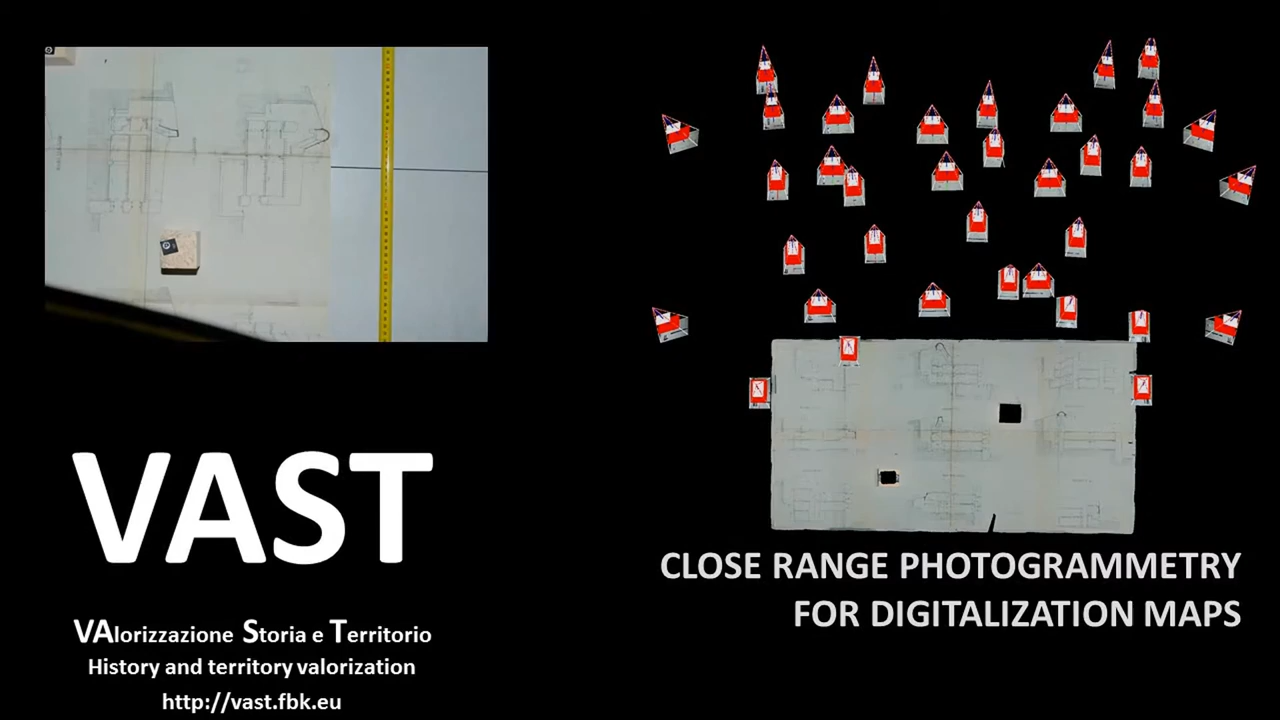 VAST
VAlorizzazione Storia e Territorio
History and territory valorization
http://vast.fbk.eu
CLOSE RANGE PHOTOGRAMMETRY
FOR DIGITALIZATION MAPS